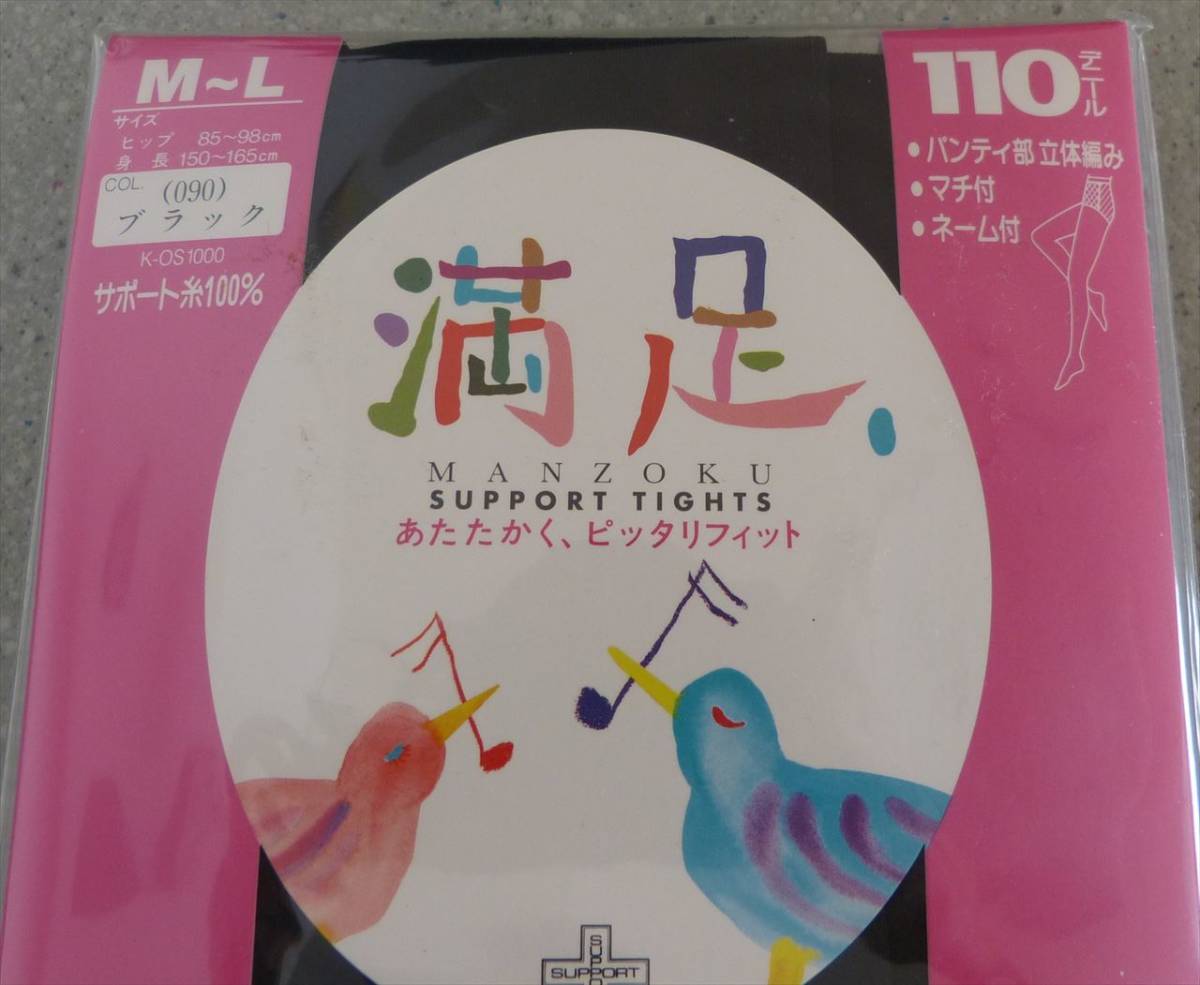 M~L
サイズ
ヒップ 85~98cm
身長 150~165cm
COL. (090)
ブラック
K-OS1000
サポート糸100%
110デニール
• パンティ部立体編み
• マチ付
• ネーム付
満足、
MANZOKU
SUPPORT TIGHTS
あたたかく、ピッタリフィット
SUPPORT